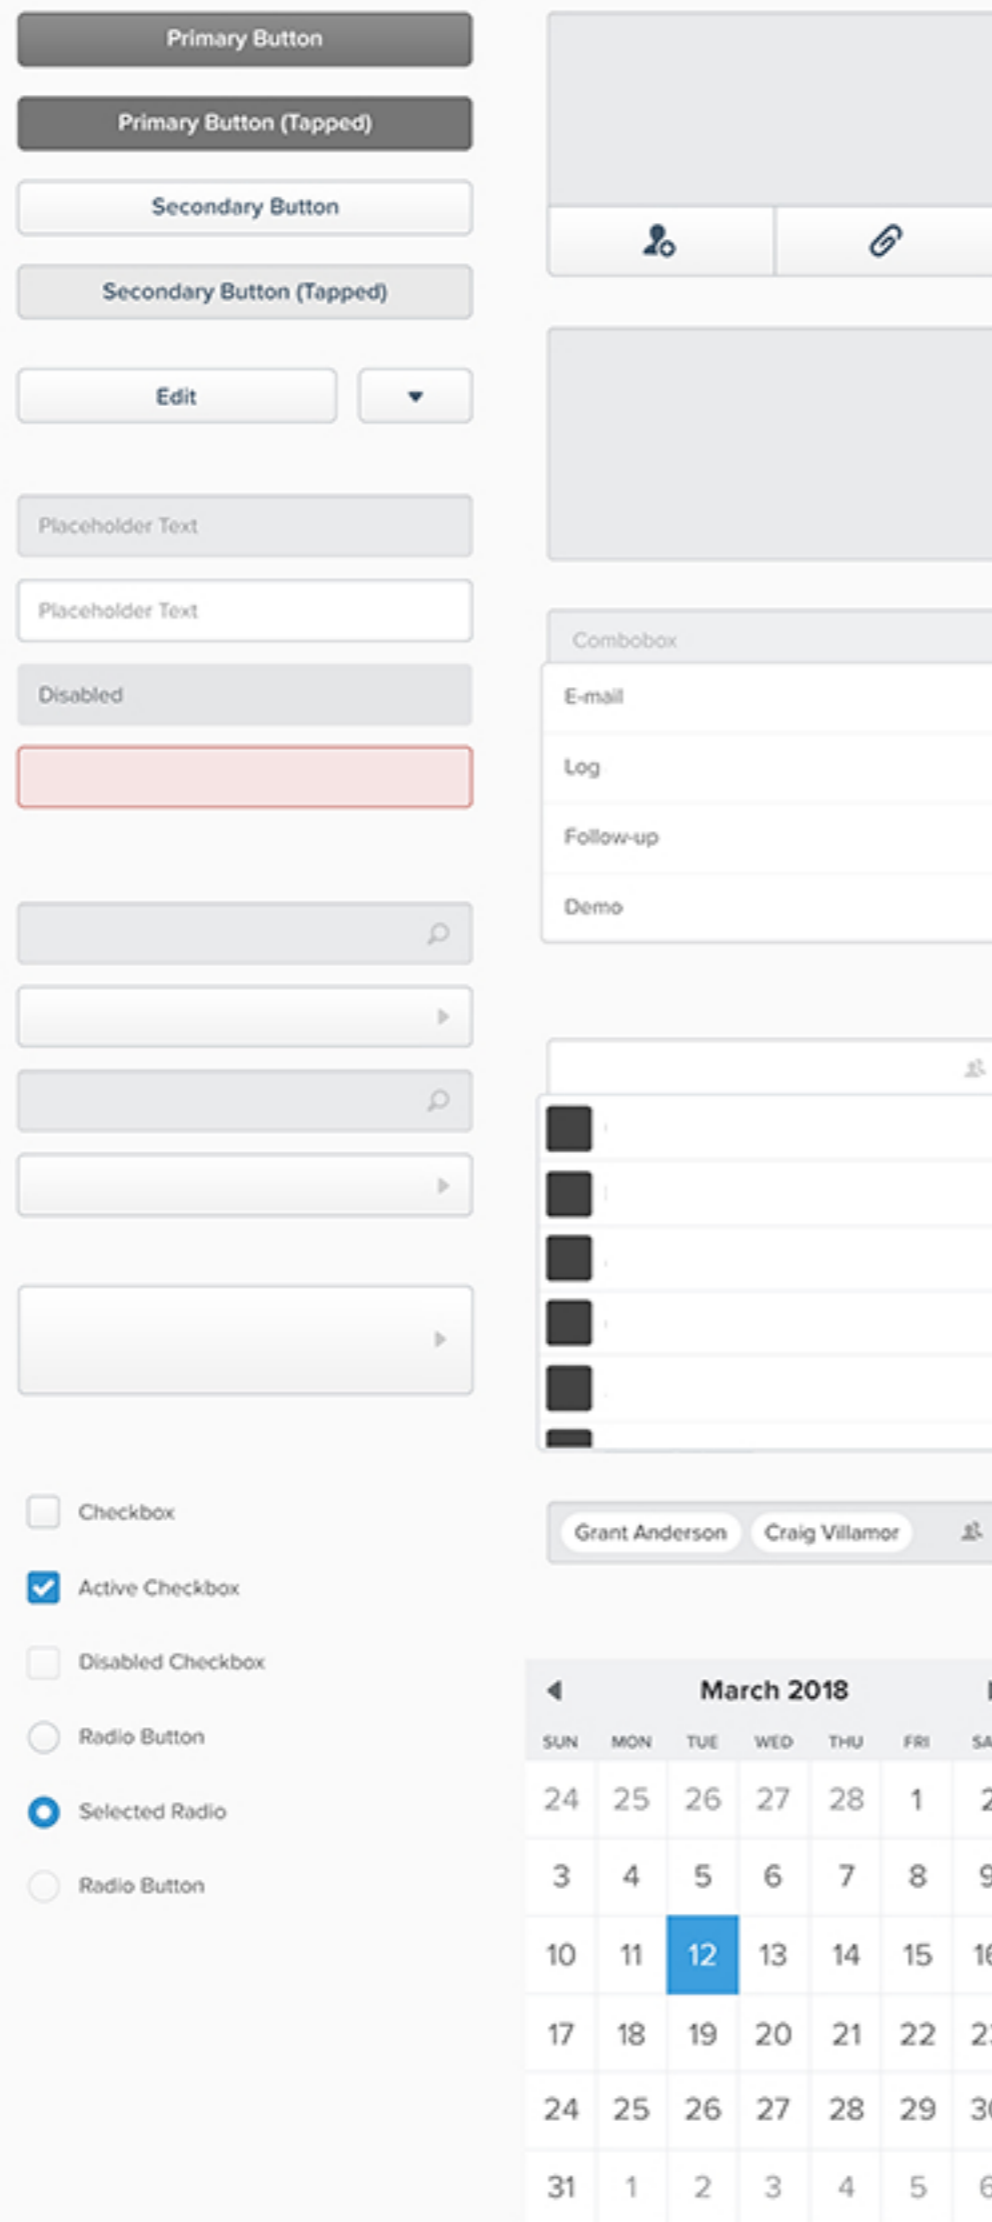 Primary Button
Primary Button (Tapped)
Secondary Button
Secondary Button (Tapped)
Edit
Placeholder Text
Placeholder Text
Disabled
Checkbox
Active Checkbox
Disabled Checkbox
Radio Button
Selected Radio
Radio Button
Combobox
E-mail
Log
Follow-up
Demo
Grant Anderson Craig Villamor
March 2018
SUN MON TUE WED THU FRI
24 25 26 27 28 1 2
3 4 5 6 7 8 9
10 11 12 13 14 15
17 18 19 20 21 22
24 25 26 27 28 29
31 1 2 3 4 5 6